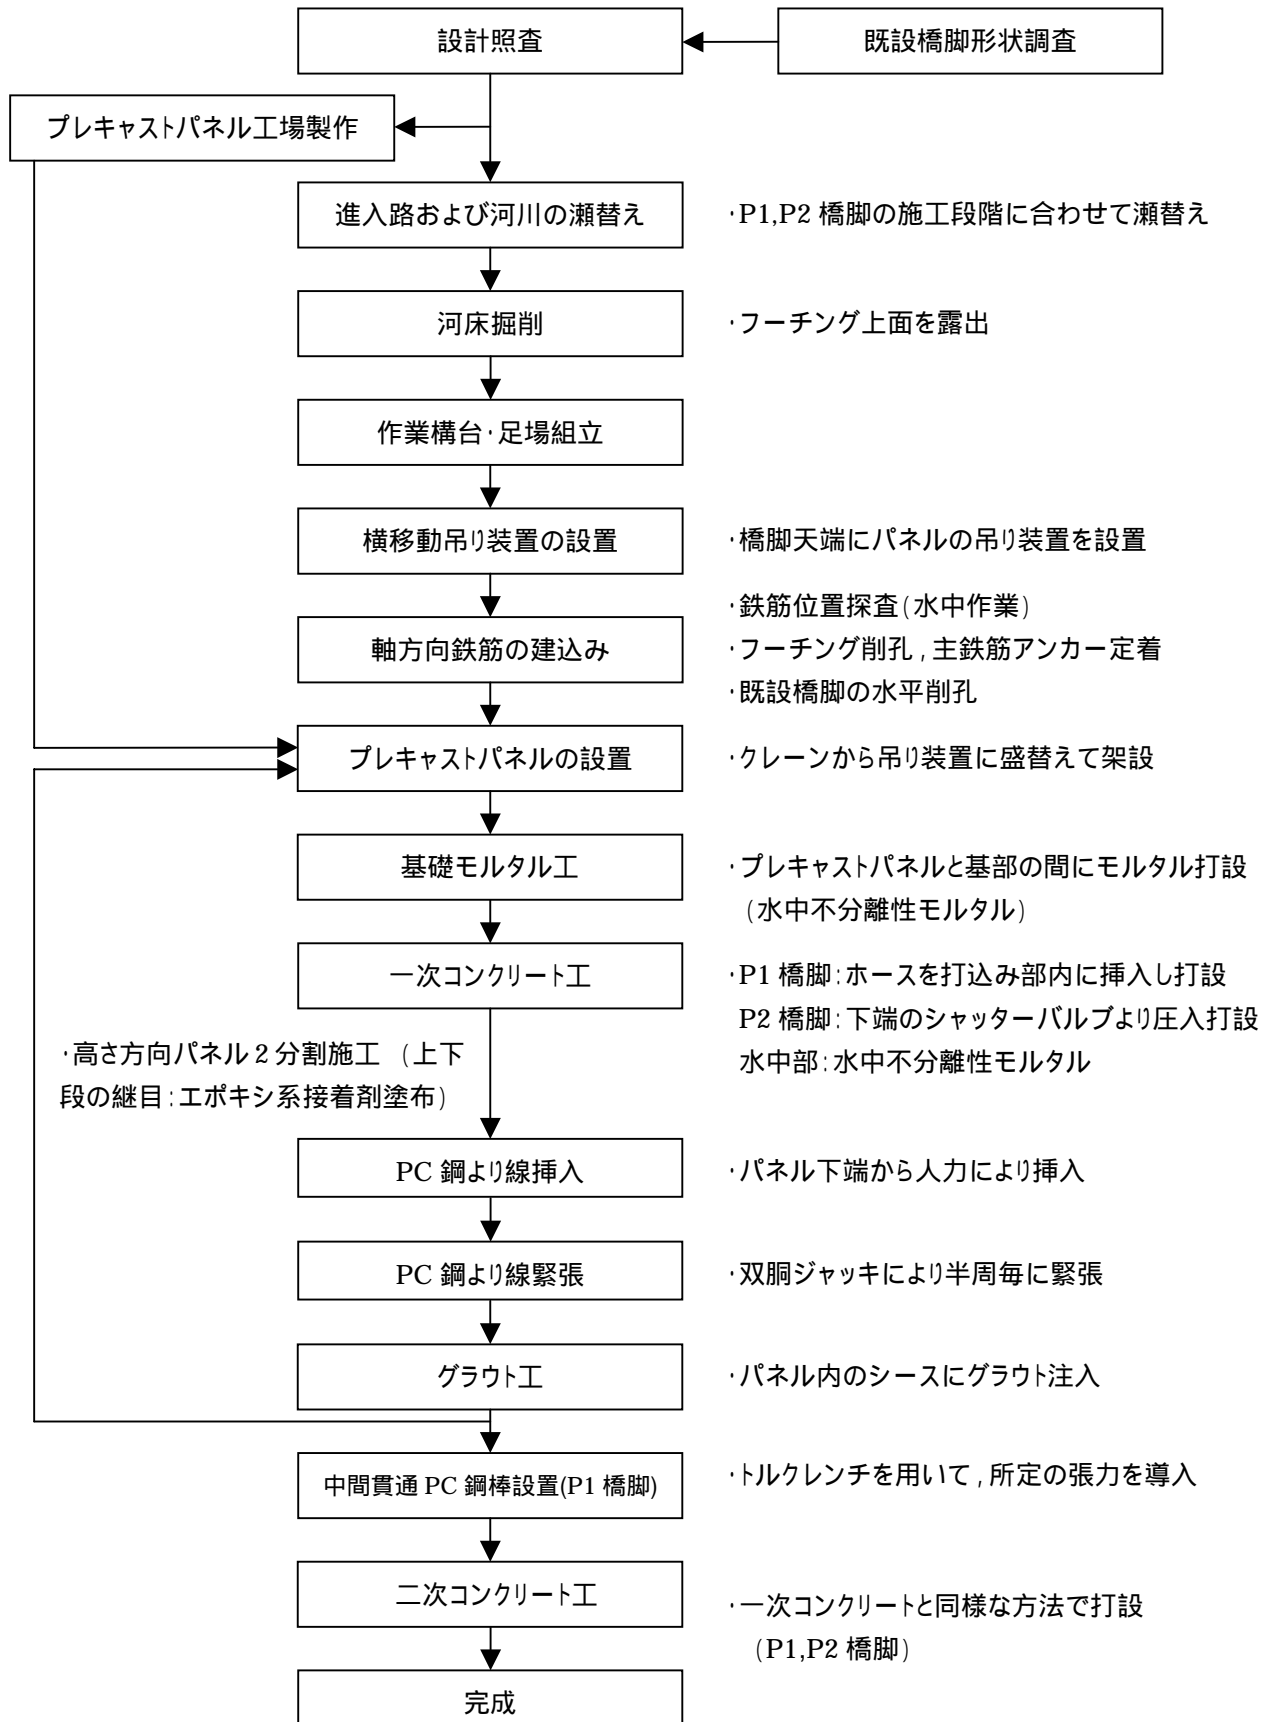 設計照査
既設橋脚形状調査
プレキャストパネル工場製作
進入路および河川の瀬替え
・P1,P2 橋脚の施工段階に合わせて瀬替え
河床掘削
・フーチング上面を露出
作業構台・足場組立
横移動吊り装置の設置
・橋脚天端にパネルの吊り装置を設置
・鉄筋位置探査(水中作業)
軸方向鉄筋の建込み
・フーチング削孔,主鉄筋アンカー定着
・既設橋脚の水平削孔
プレキャストパネルの設置
・クレーンから吊り装置に盛替えて架設
基礎モルタル工
・プレキャストパネルと基部の間にモルタル打設
(水中不分離性モルタル)
一次コンクリート工
・P1 橋脚:ホースを打込み部内に挿入し打設
P2 橋脚:下端のシャッターバルブより圧入打設
水中部:水中不分離性モルタル
・高さ方向パネル 2 分割施工 (上下
段の継目:エポキシ系接着剤塗布)
PC 鋼より線挿入
・パネル下端から人力により挿入
PC 鋼より線緊張
・双胴ジャッキにより半周毎に緊張
グラウト工
・パネル内のシースにグラウト注入
中間貫通 PC 鋼棒設置(P1 橋脚)
・トルクレンチを用いて,所定の張力を導入
二次コンクリート工
・一次コンクリートと同様な方法で打設
(P1,P2 橋脚)
完成